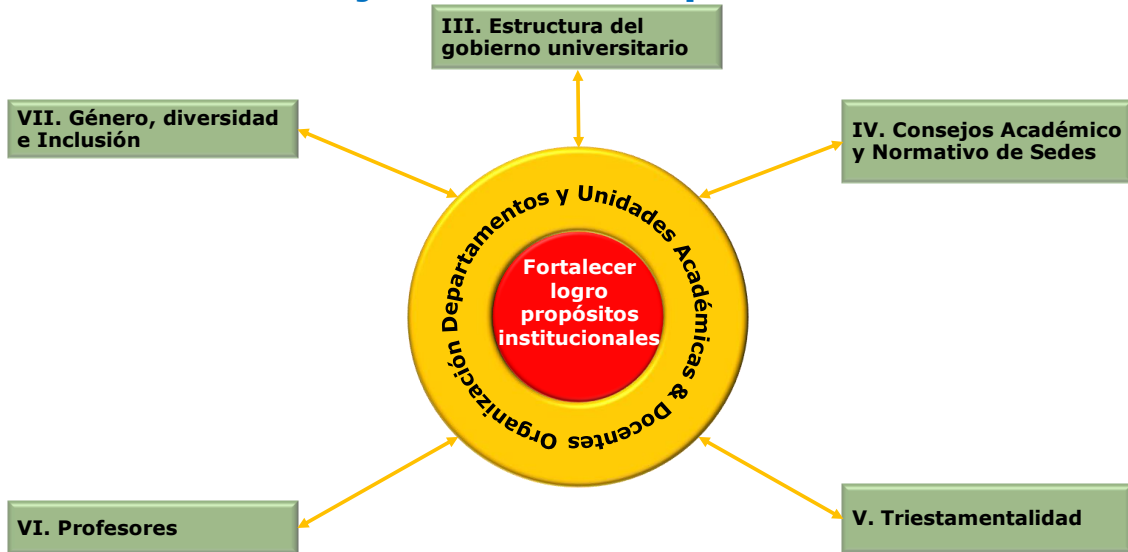 III. Estructura del
gobierno universitario
VII. Género, diversidad
e Inclusión
IV. Consejos Académico
y Normativo de Sedes
Organización Departamentos y Unidades Académicas & Docentes
Fortalecer
logro
propósitos
institucionales
VI. Profesores
V. Triestamentalidad